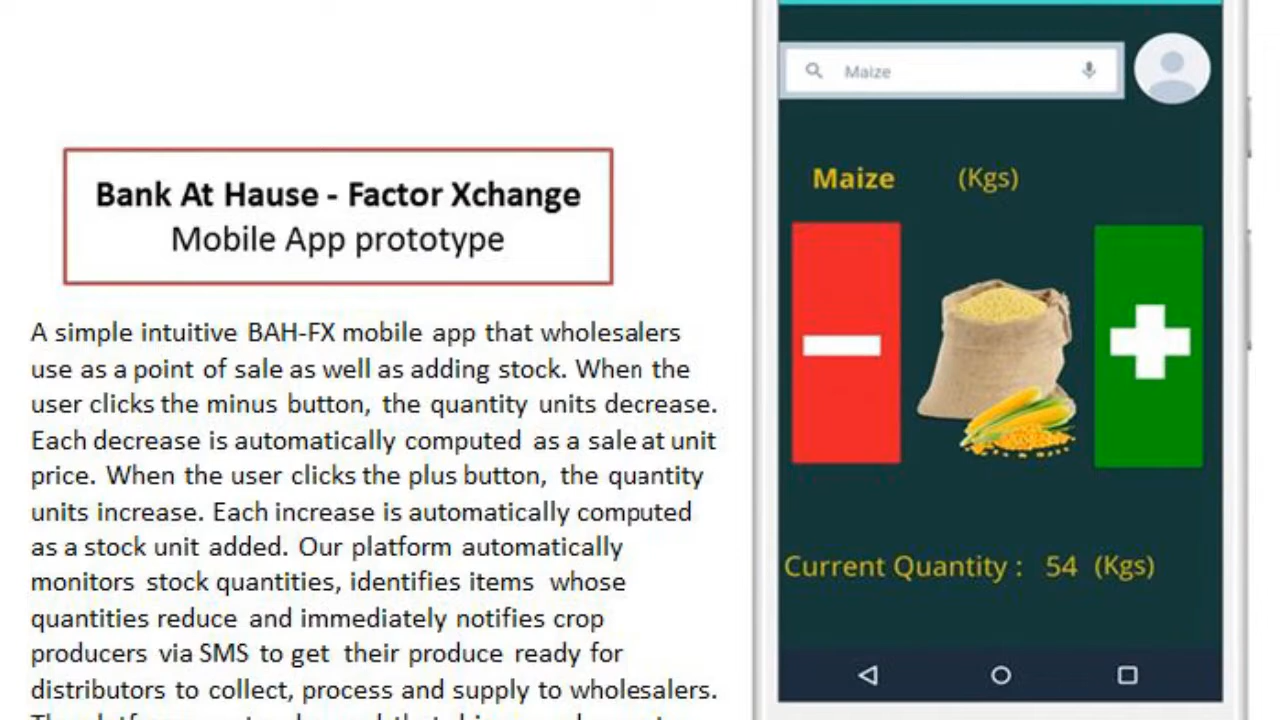 Bank At Hause - Factor Xchange
Mobile App prototype
A simple intuitive BAH-FX mobile app that wholesalers
use as a point of sale as well as adding stock. When the
user clicks the minus button, the quantity units decrease.
Each decrease is automatically computed as a sale at unit
price. When the user clicks the plus button, the quantity
units increase. Each increase is automatically computed
as a stock unit added. Our platform automatically
monitors stock quantities, identifies items whose
quantities reduce and immediately notifies crop
producers via SMS to get their produce ready for
distributors to collect, process and supply to wholesalers.
Maize
Maize (Kgs)
Current Quantity : 54 (Kgs)